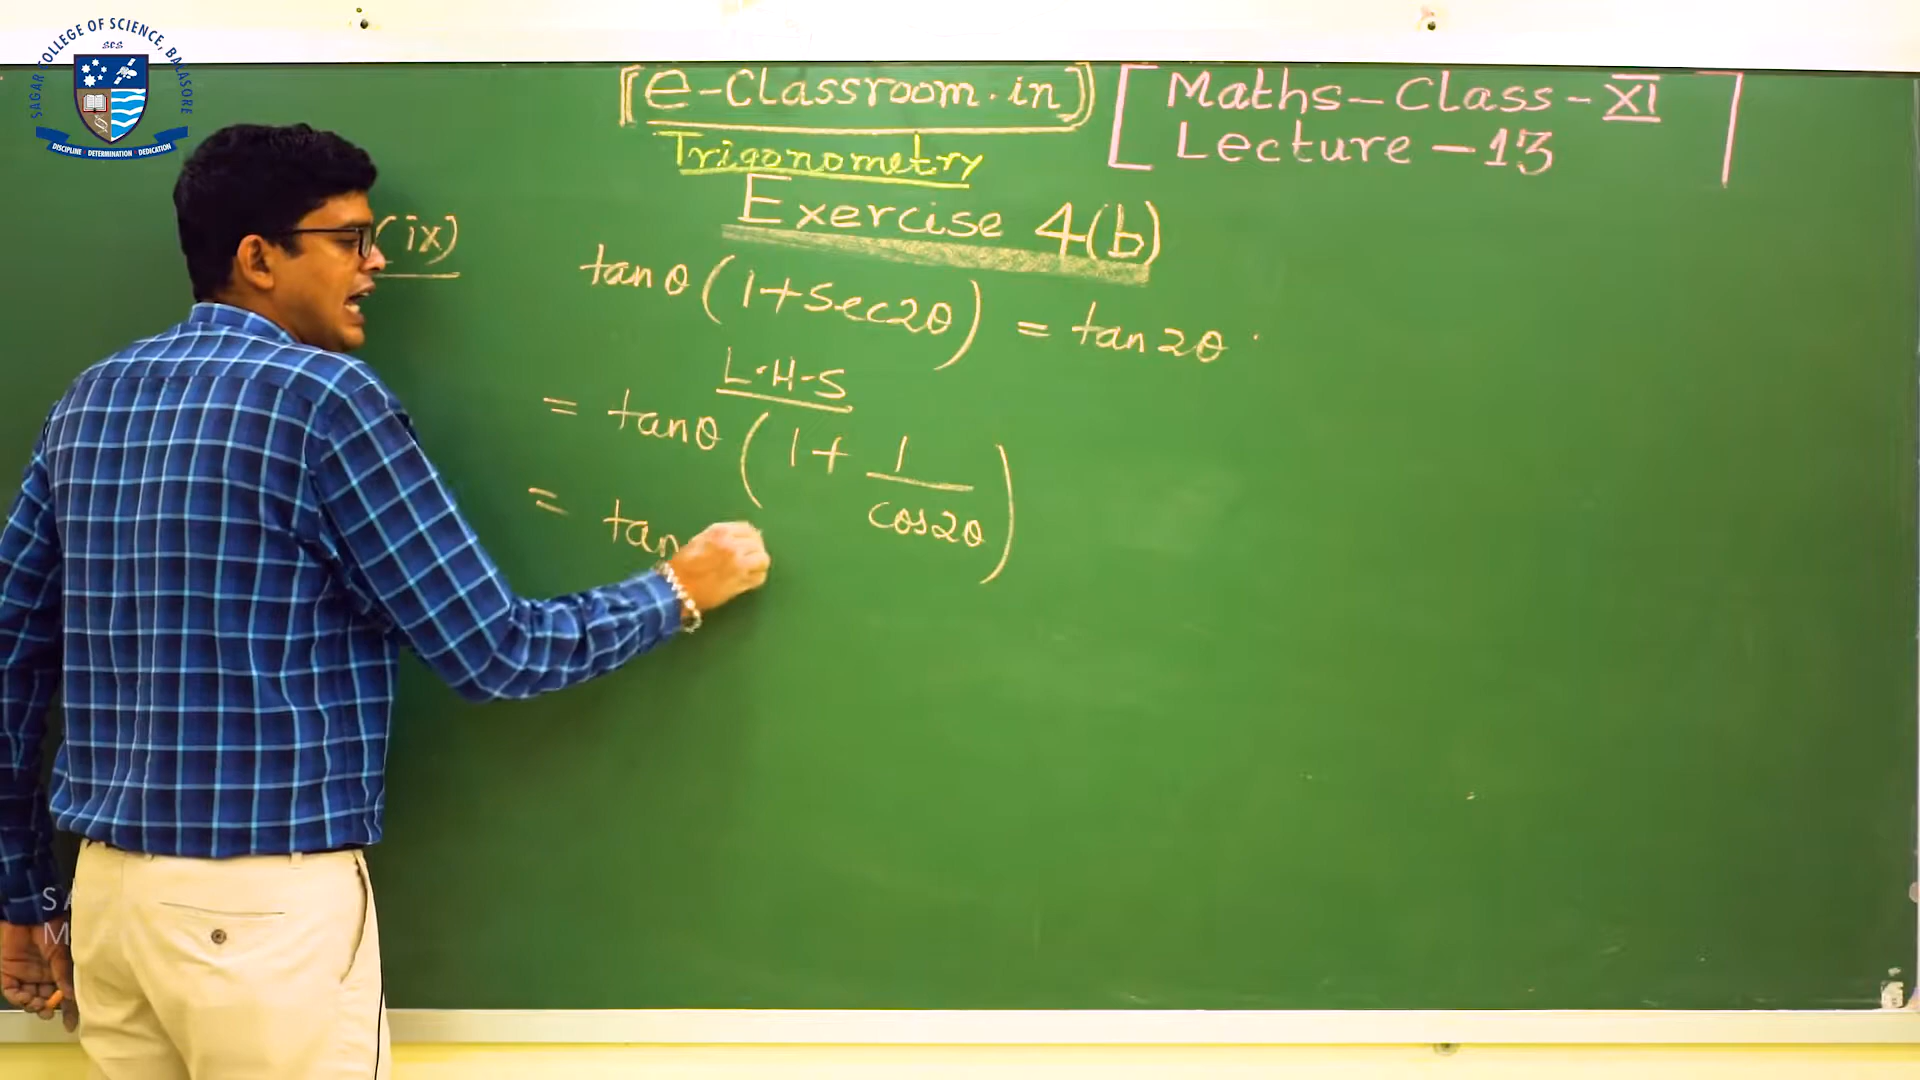 SAGAR COLLEGE OF SCIENCE, BALASORE
SCS
DISCIPLINE DETERMINATION DEDICATION
[e-Classroom.in]
[Maths-Class-XI
Lecture-13]
Trigonometry
Exercise 4(b)
(ix)
tanθ(1+Sec2θ) = tan2θ.
L.H.S
= tanθ(1+ 1/cos2θ)
= tan